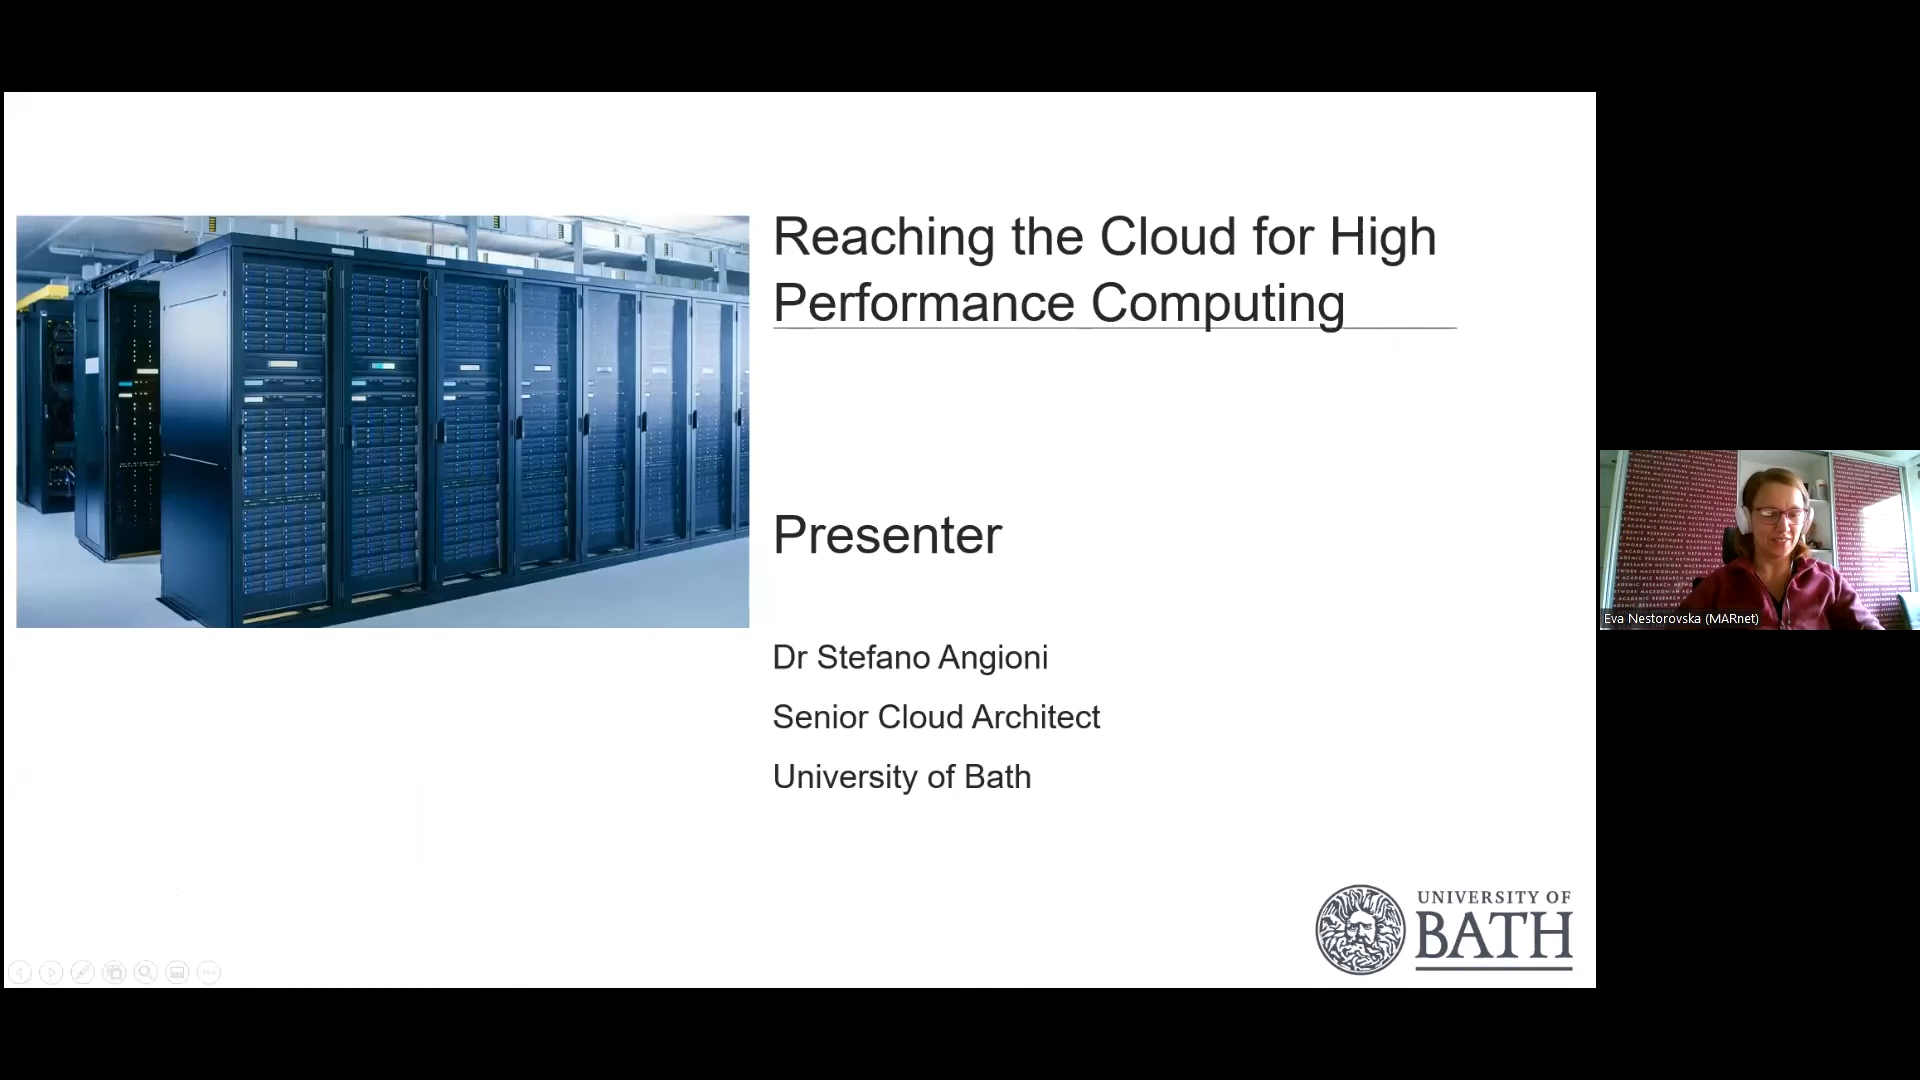 Reaching the Cloud for High
Performance Computing
Presenter
Dr Stefano Angioni
Senior Cloud Architect
University of Bath
UNIVERSITY OF
BATH
Eva Nestorovska (MARnet)